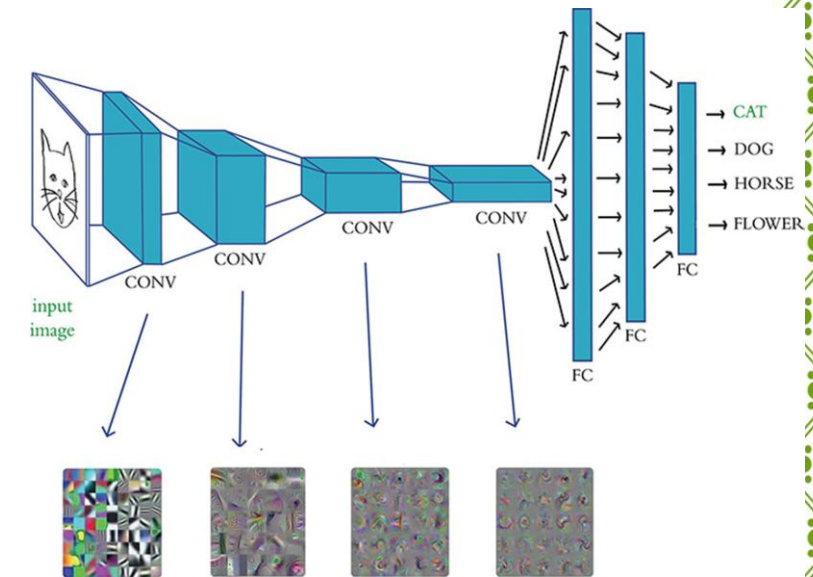 CAT
DOG
HORSE
FLOWER
CONV
CONV
CONV
CONV
input
image
FC
FC
FC